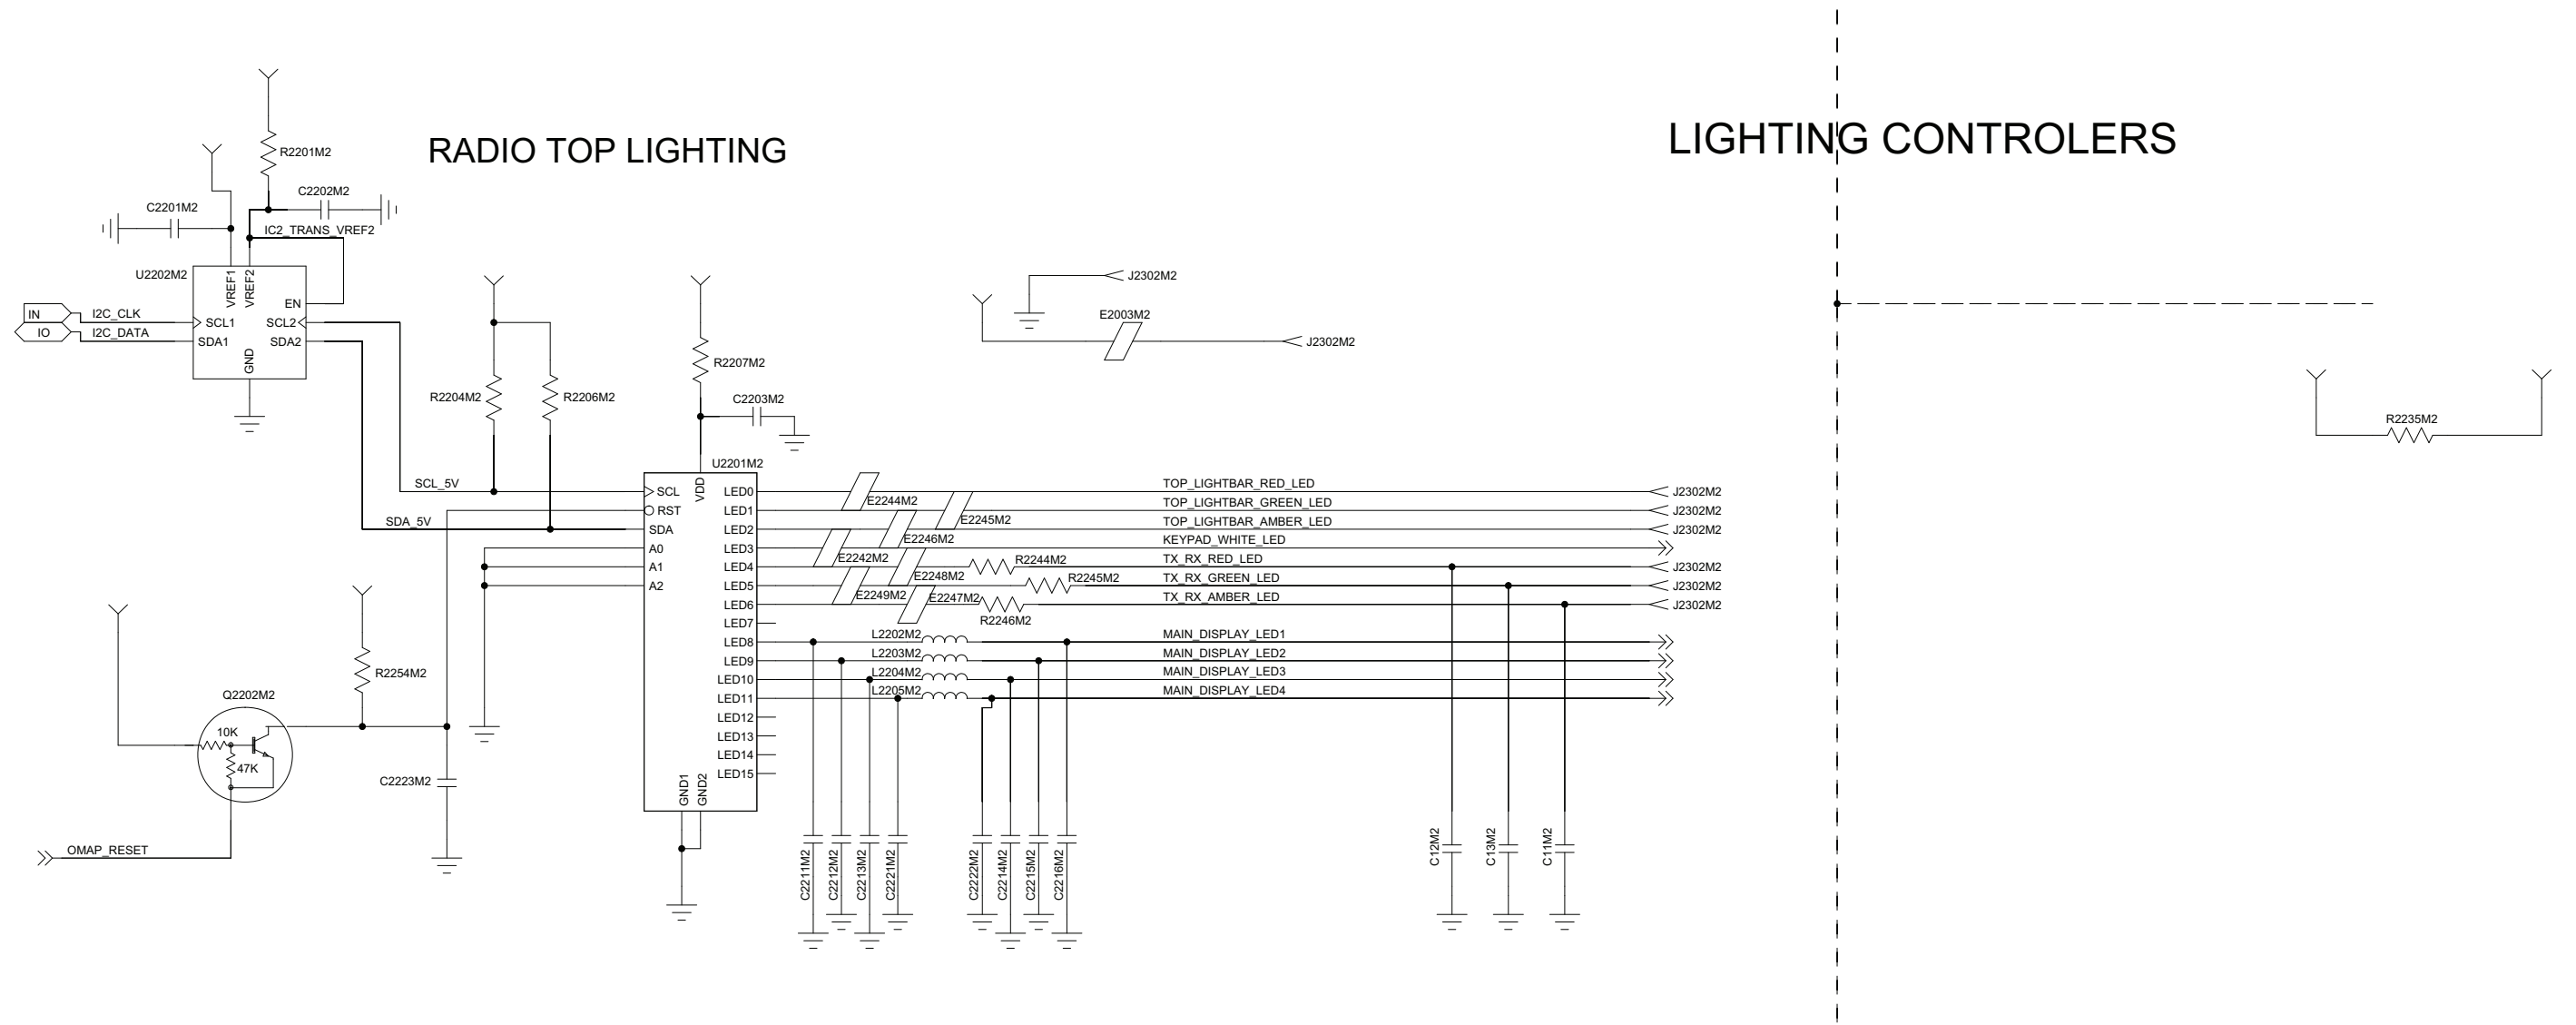 LIGHTING CONTROLERS
RADIO TOP LIGHTING
R2201M2
C2202M2
C2201M2
IC2_TRANS_VREF2
U2202M2
VREF1
VREF2
EN
IN
I2C_CLK
SCL1
SCL2
IO
I2C_DATA
SDA1
SDA2
GND
J2302M2
E2003M2
J2302M2
R2207M2
R2204M2
R2206M2
C2203M2
R2235M2
U2201M2
VDD
SCL_5V
SCL
RST
SDA_5V
SDA
A0
A1
A2
LED0
LED1
LED2
LED3
LED4
LED5
LED6
LED7
LED8
LED9
LED10
LED11
LED12
LED13
LED14
LED15
GND1
GND2
E2244M2
E2245M2
E2246M2
E2242M2
E2248M2
E2249M2
E2247M2
R2244M2
R2245M2
R2246M2
TOP_LIGHTBAR_RED_LED
J2302M2
TOP_LIGHTBAR_GREEN_LED
J2302M2
TOP_LIGHTBAR_AMBER_LED
J2302M2
KEYPAD_WHITE_LED
TX_RX_RED_LED
J2302M2
TX_RX_GREEN_LED
J2302M2
TX_RX_AMBER_LED
J2302M2
L2202M2
MAIN_DISPLAY_LED1
L2203M2
MAIN_DISPLAY_LED2
L2204M2
MAIN_DISPLAY_LED3
L2205M2
MAIN_DISPLAY_LED4
R2254M2
Q2202M2
10K
47K
C2223M2
OMAP_RESET
C2211M2
C2212M2
C2213M2
C2221M2
C2222M2
C2214M2
C2215M2
C2216M2
C12M2
C13M2
C11M2